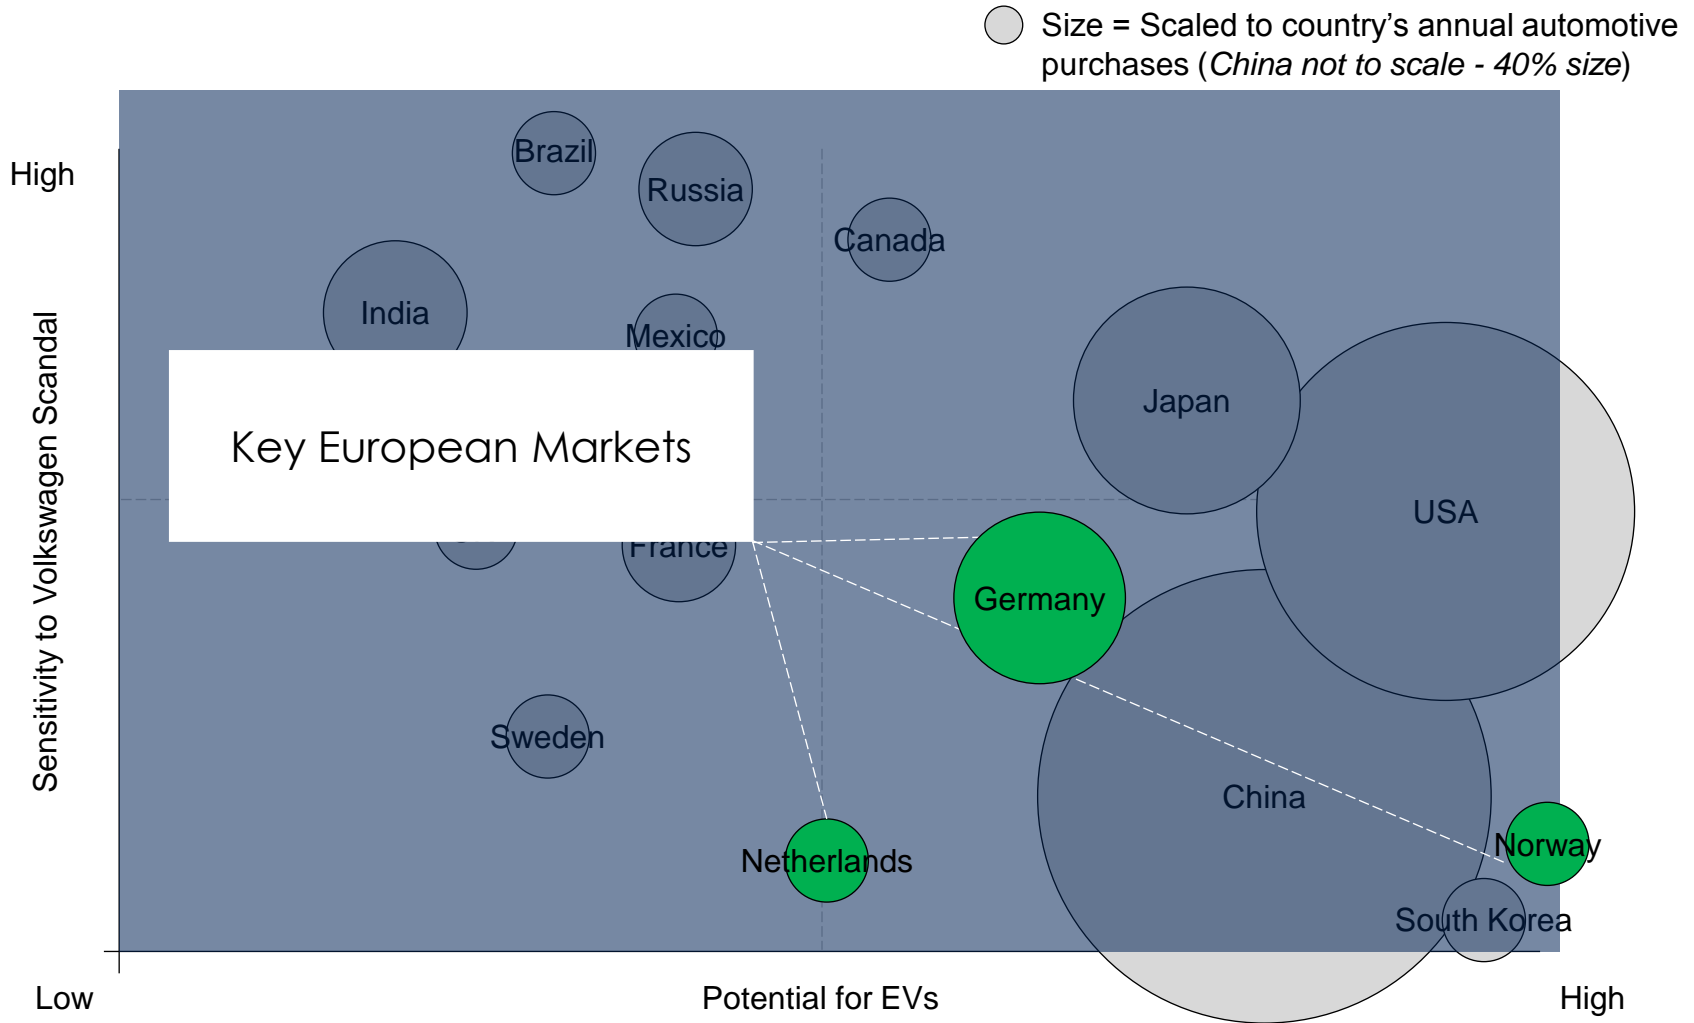 Size = Scaled to country’s annual automotive
purchases (China not to scale - 40% size)
High
Brazil
Russia
Canada
India
Mexico
Japan
Key European Markets
USA
France
Germany
Sensitivity to Volkswagen Scandal
Sweden
China
Netherlands
Norway
South Korea
Low
Potential for EVs
High